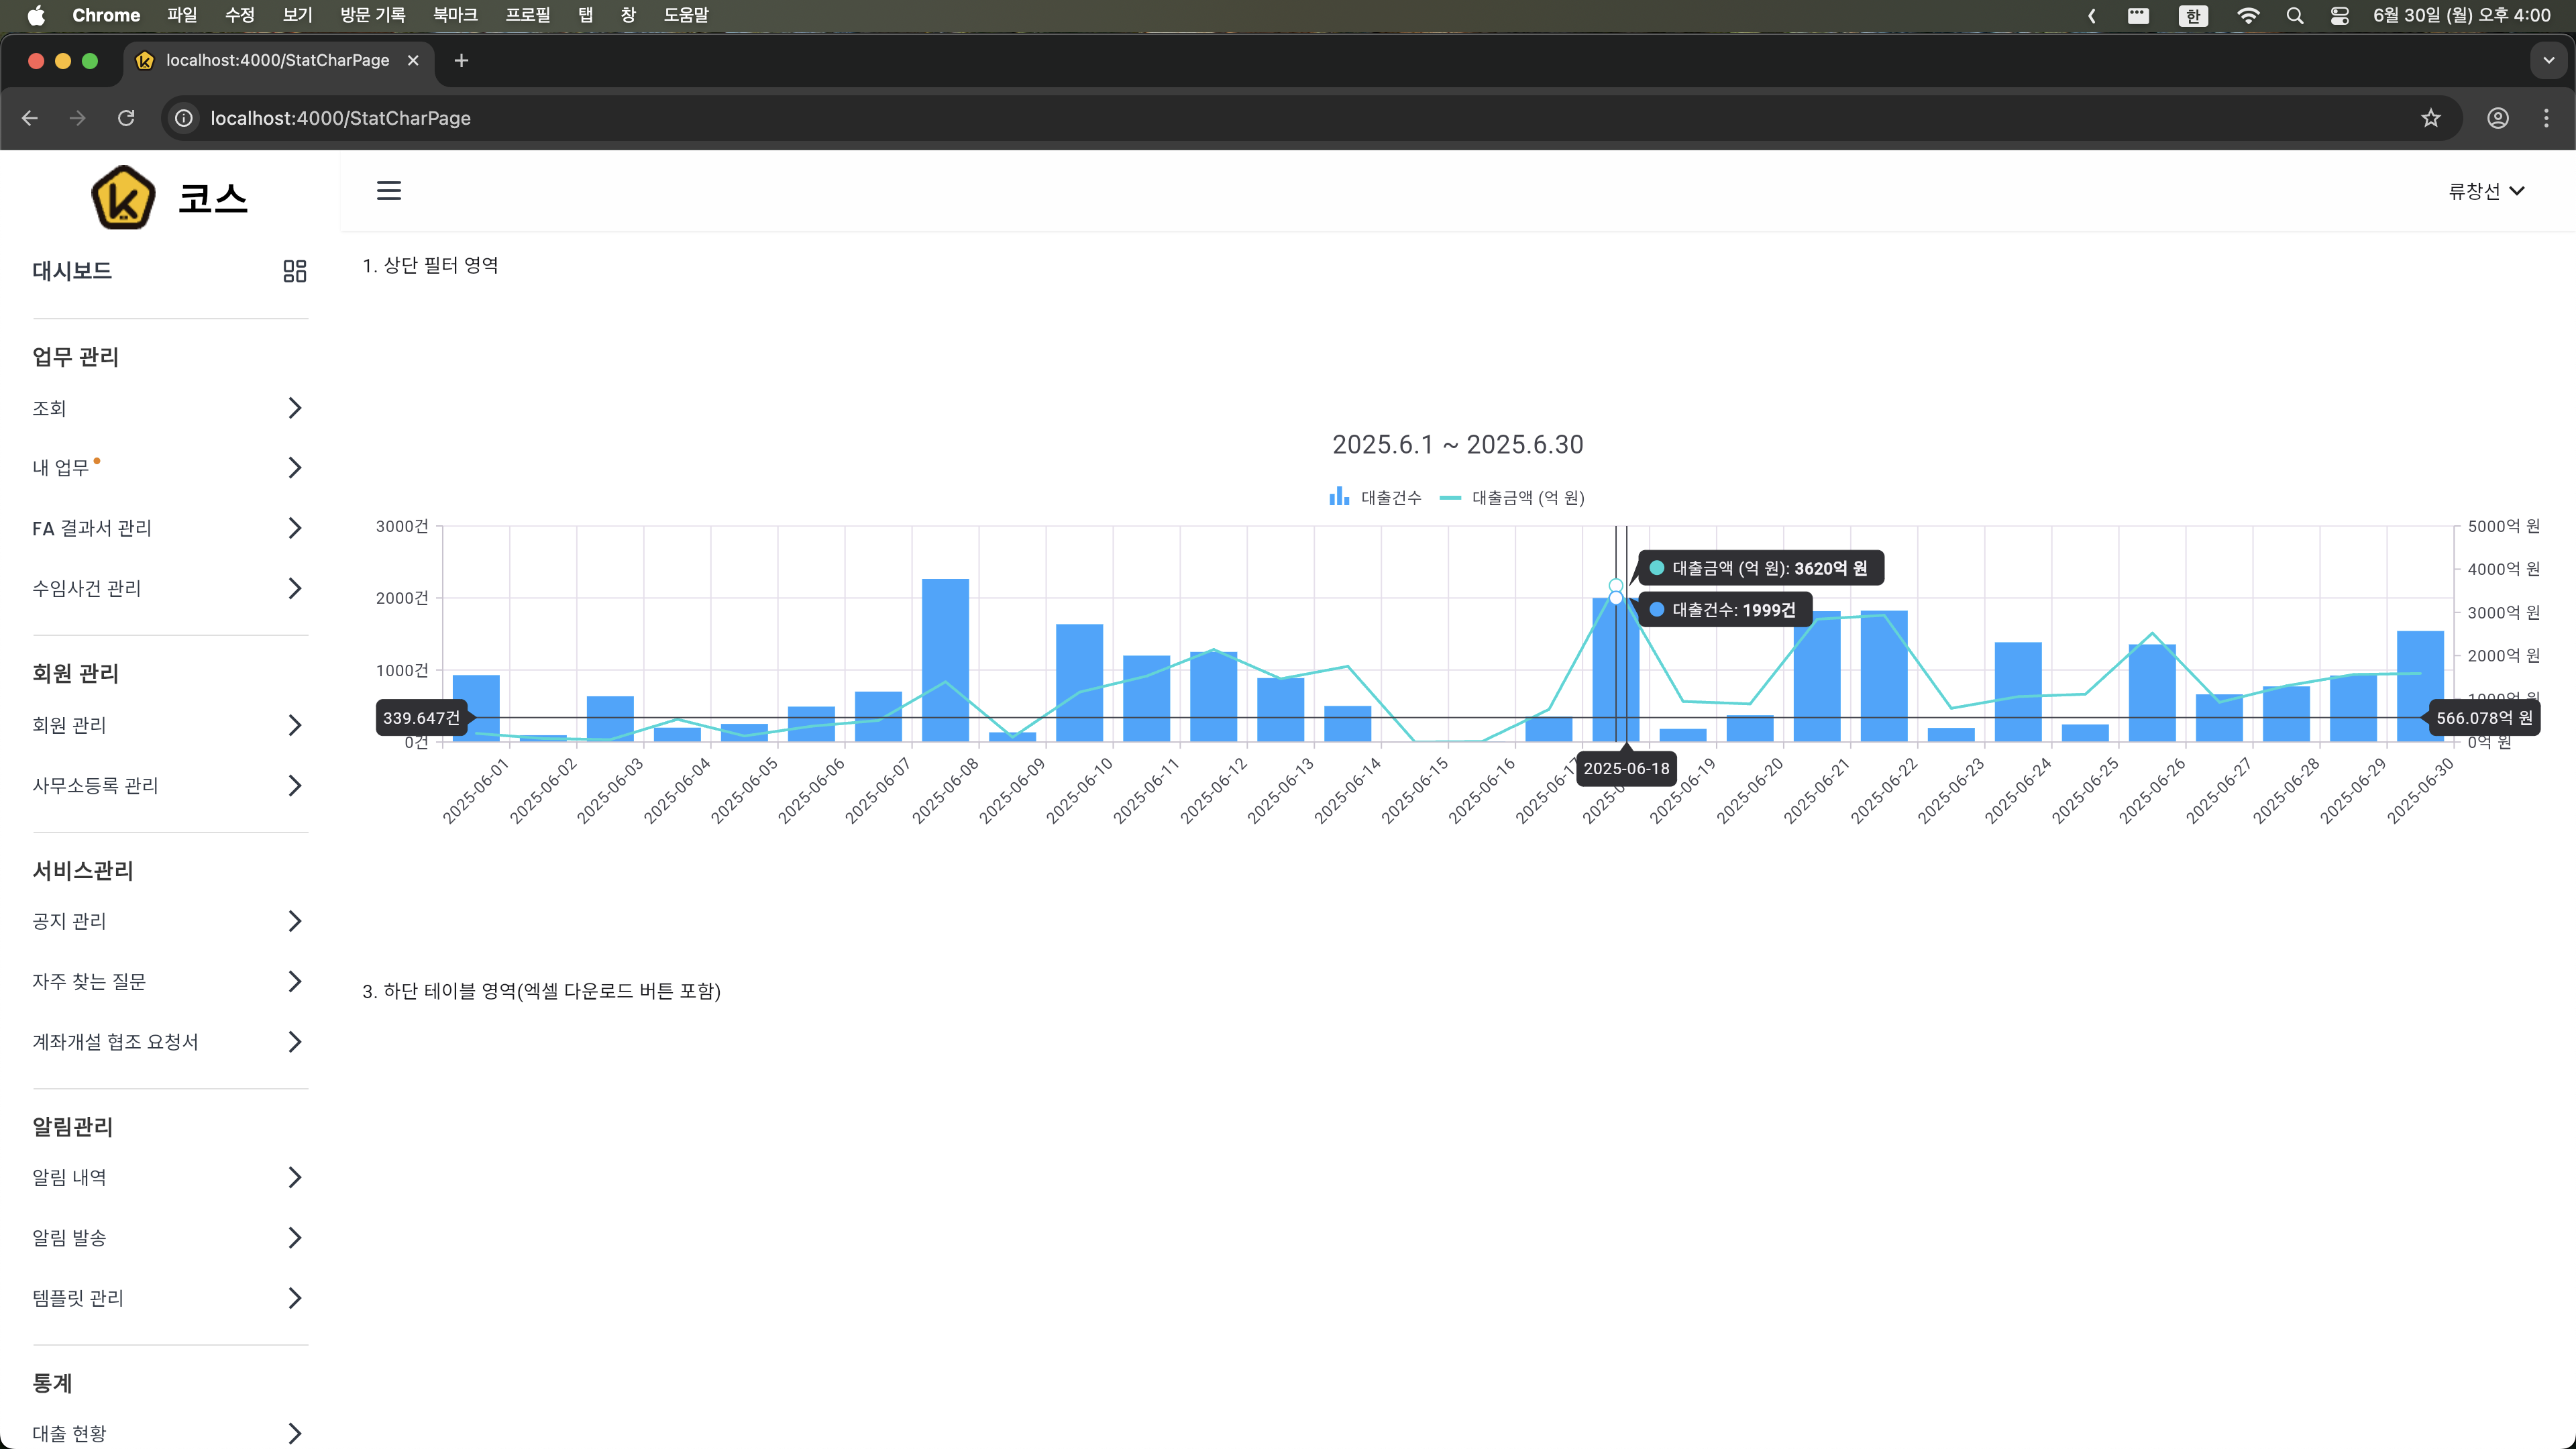 Chrome 파일 수정 보기 방문 기록 북마크 프로필 탭 창 도움말 한 6월 30일 (월) 오후 4:00
localhost:4000/StatCharPage
localhost:4000/StatCharPage
코스
류창선
대시보드
업무 관리
조회
내 업무
FA 결과서 관리
수임사건 관리
회원 관리
회원 관리
사무소등록 관리
서비스관리
공지 관리
자주 찾는 질문
계좌개설 협조 요청서
알림관리
알림 내역
알림 발송
템플릿 관리
통계
대출 현황
1. 상단 필터 영역
2025.6.1 ~ 2025.6.30
대출건수 대출금액 (억 원)
3000건
2000건
1000건
0건
339.647건
대출금액 (억 원): 3620억 원
대출건수: 1999건
5000억 원
4000억 원
3000억 원
2000억 원
1000억 원
0억 원
566.078억 원
2025-06-01
2025-06-02
2025-06-03
2025-06-04
2025-06-05
2025-06-06
2025-06-07
2025-06-08
2025-06-09
2025-06-10
2025-06-11
2025-06-12
2025-06-13
2025-06-14
2025-06-15
2025-06-16
2025-06-17
2025-06-18
2025-06-19
2025-06-20
2025-06-21
2025-06-22
2025-06-23
2025-06-24
2025-06-25
2025-06-26
2025-06-27
2025-06-28
2025-06-29
2025-06-30
3. 하단 테이블 영역(엑셀 다운로드 버튼 포함)